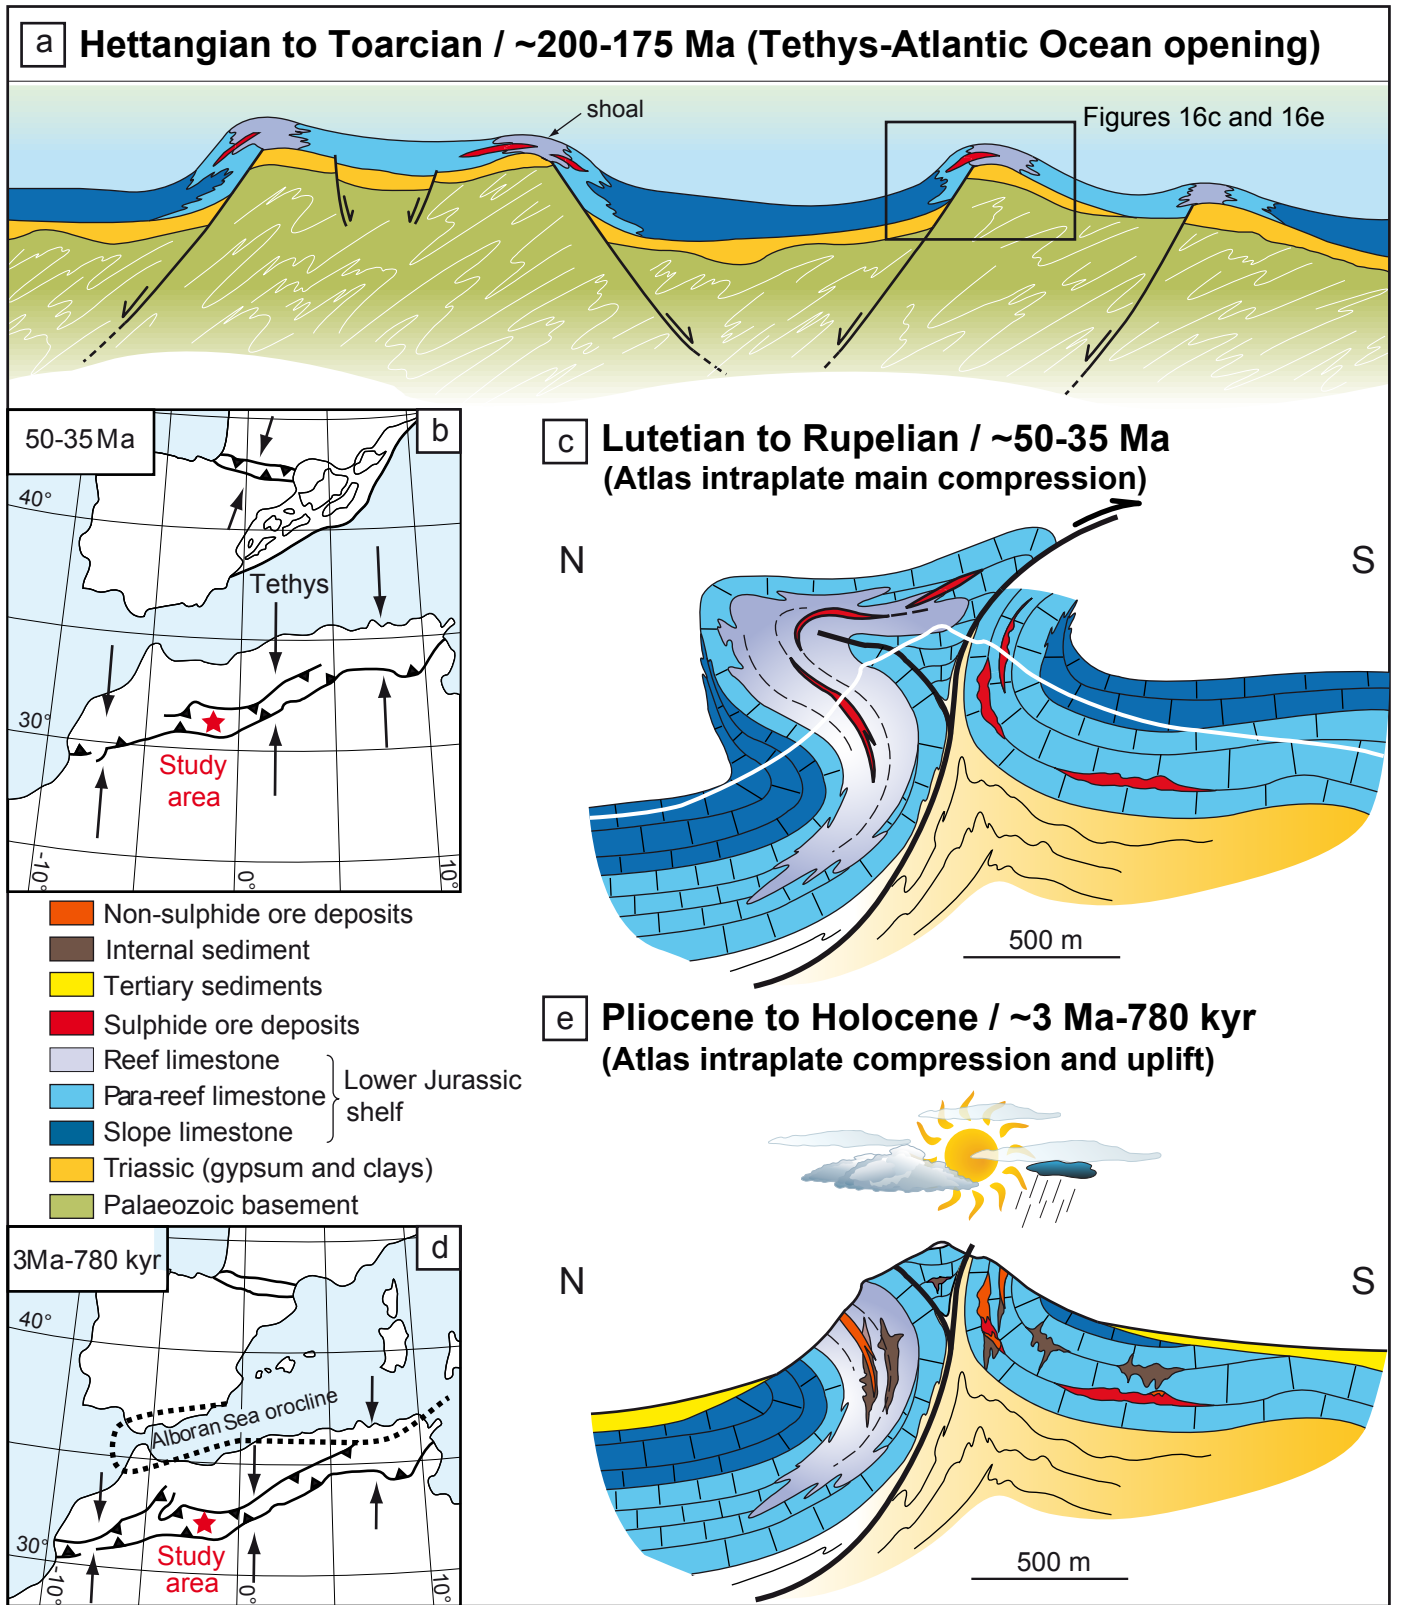 a Hettangian to Toarcian / ~200-175 Ma (Tethys-Atlantic Ocean opening)
shoal
Figures 16c and 16e
50-35 Ma
b
40°
Tethys
30°
Study
area
-10°
0°
10°
c Lutetian to Rupelian / ~50-35 Ma
(Atlas intraplate main compression)
N
S
500 m
Non-sulphide ore deposits
Internal sediment
Tertiary sediments
Sulphide ore deposits
Reef limestone
Para-reef limestone
Slope limestone
Lower Jurassic
shelf
Triassic (gypsum and clays)
Palaeozoic basement
3Ma-780 kyr
d
40°
Alboran Sea orocline
30°
Study
area
-10°
0°
10°
e Pliocene to Holocene / ~3 Ma-780 kyr
(Atlas intraplate compression and uplift)
N
S
500 m